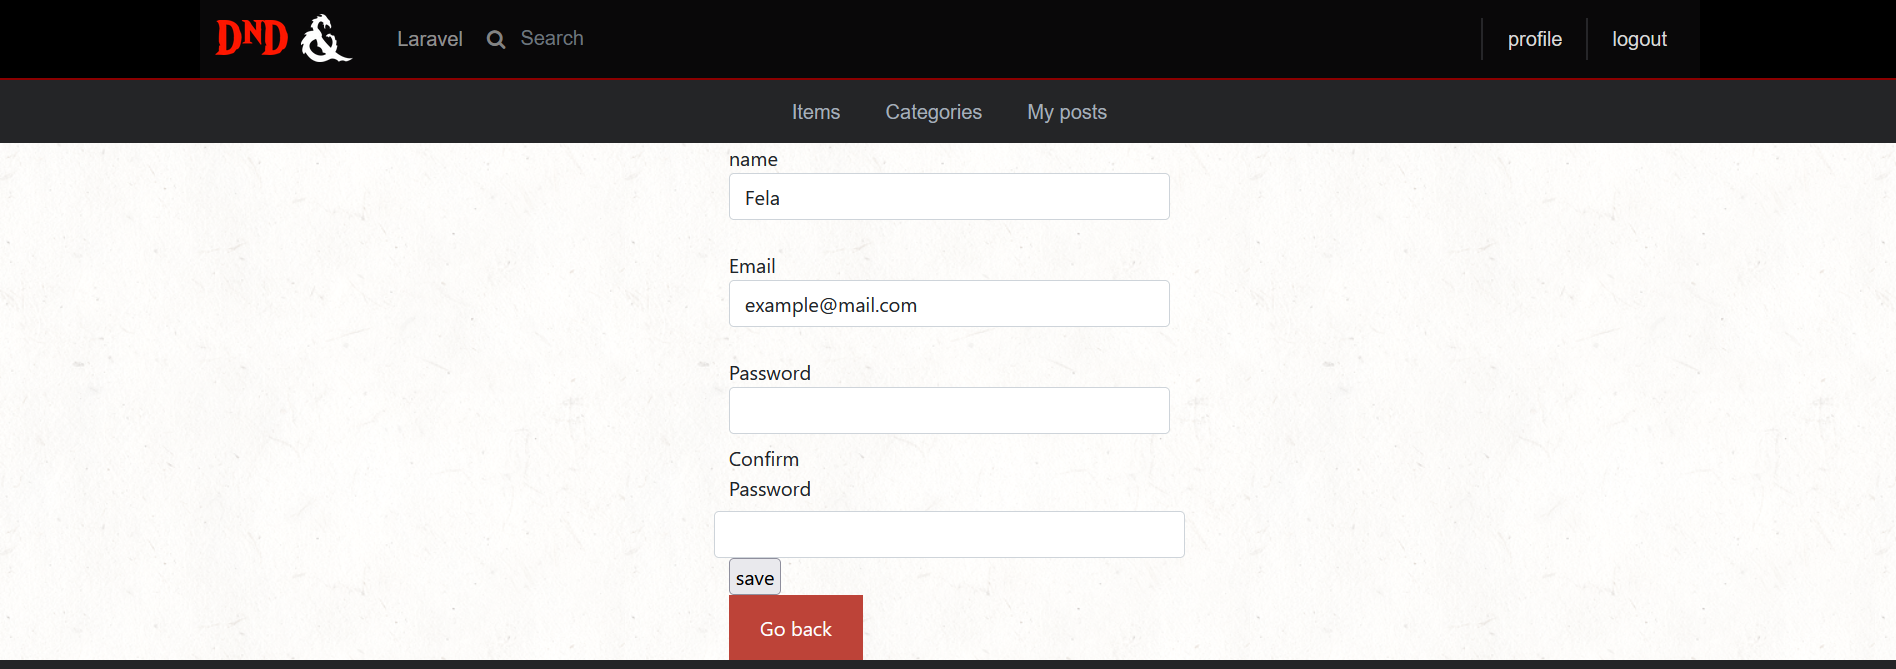 DND &
Laravel
Search
profile
logout
Items
Categories
My posts
name
Fela
Email
example@mail.com
Password
Confirm
Password
save
Go back